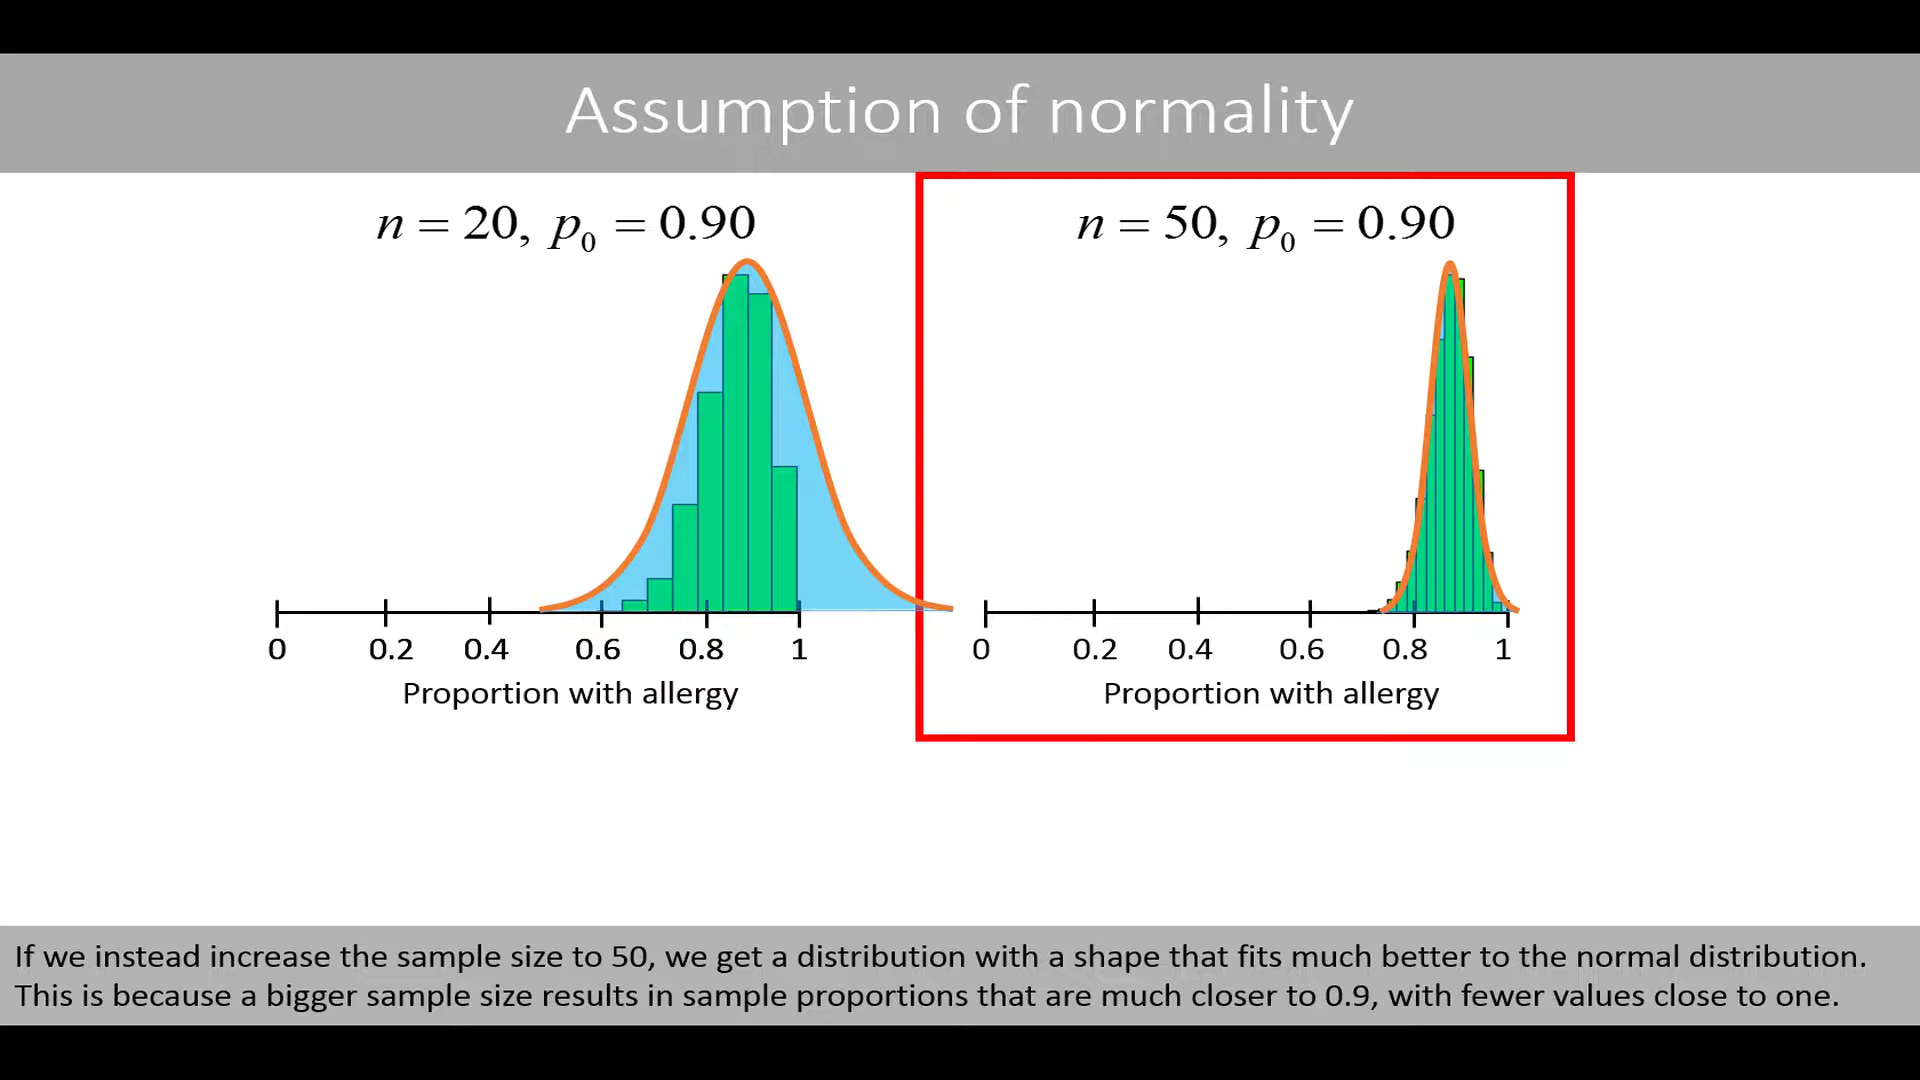 Assumption of normality
n = 20, p₀ = 0.90
n = 50, p₀ = 0.90
0 0.2 0.4 0.6 0.8 1
Proportion with allergy
0 0.2 0.4 0.6 0.8 1
Proportion with allergy
If we instead increase the sample size to 50, we get a distribution with a shape that fits much better to the normal distribution.
This is because a bigger sample size results in sample proportions that are much closer to 0.9, with fewer values close to one.